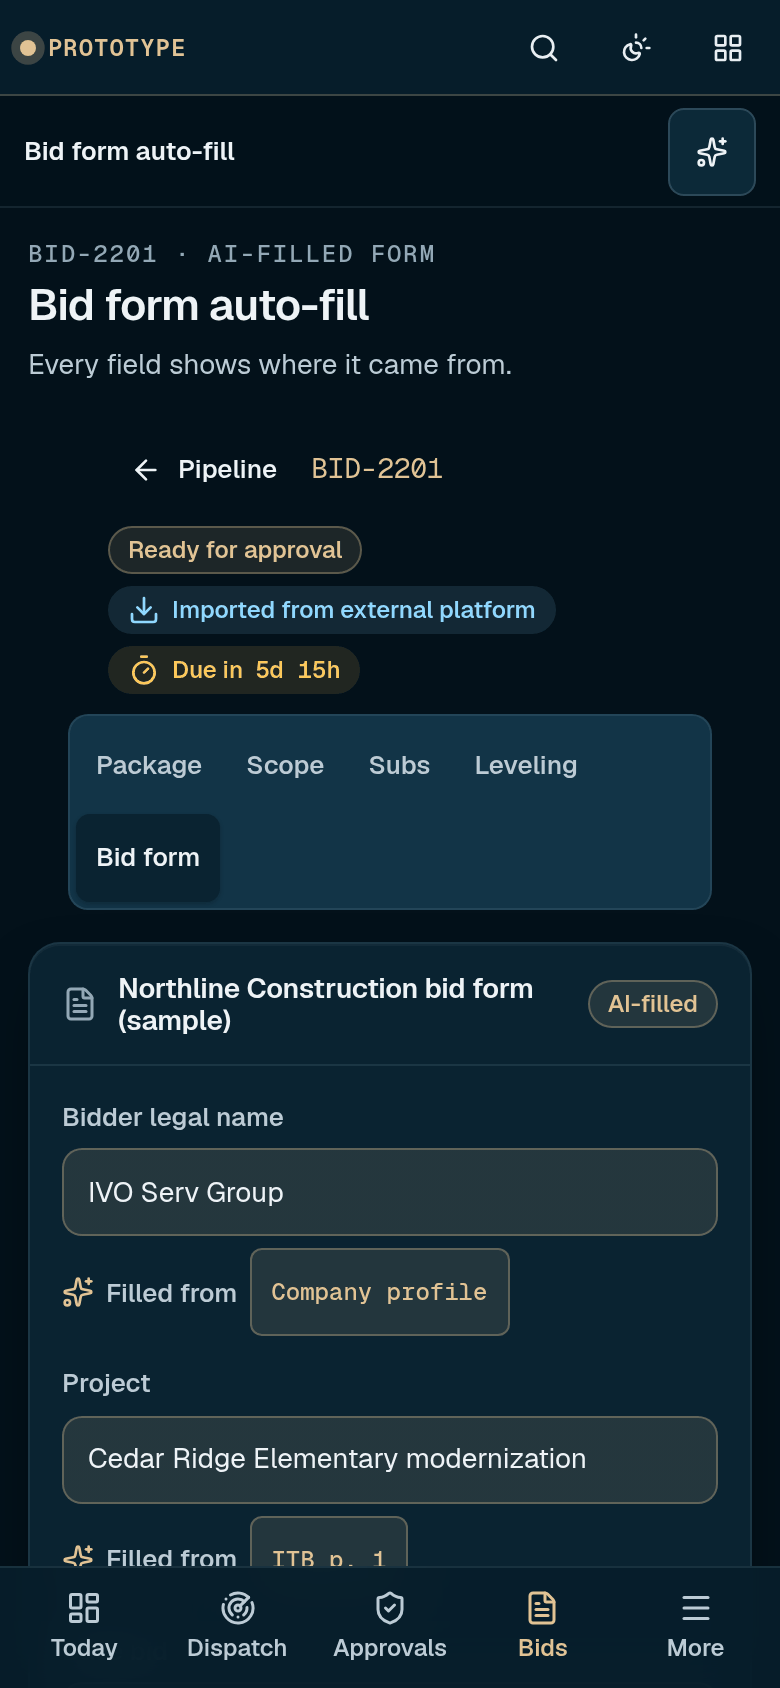 PROTOTYPE
Bid form auto-fill
BID-2201 · AI-FILLED FORM
Bid form auto-fill
Every field shows where it came from.
Pipeline BID-2201
Ready for approval
Imported from external platform
Due in 5d 15h
Package Scope Subs Leveling
Bid form
Northline Construction bid form
(sample)
AI-filled
Bidder legal name
IVO Serv Group
Filled from Company profile
Project
Cedar Ridge Elementary modernization
Filled from ITB p. 1
Today Dispatch Approvals Bids More